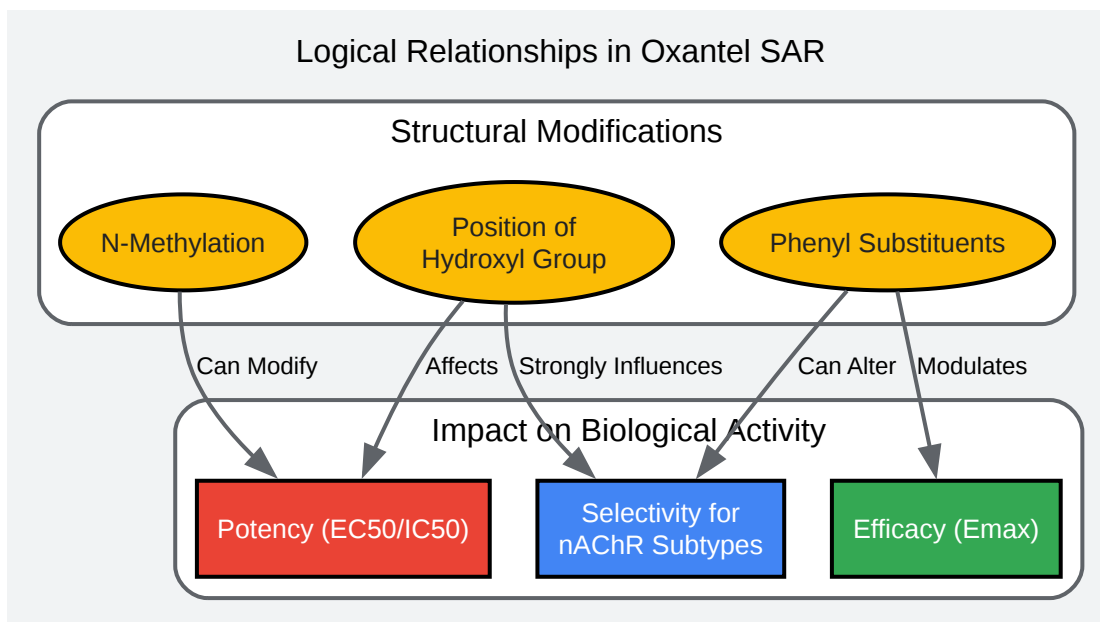 Logical Relationships in Oxantel SAR
Structural Modifications
N-Methylation
Position of
Hydroxyl Group
Phenyl Substituents
Can Modify
Affects
Strongly Influences
Can Alter
Modulates
Impact on Biological Activity
Potency (EC50/IC50)
Selectivity for
nAChR Subtypes
Efficacy (Emax)